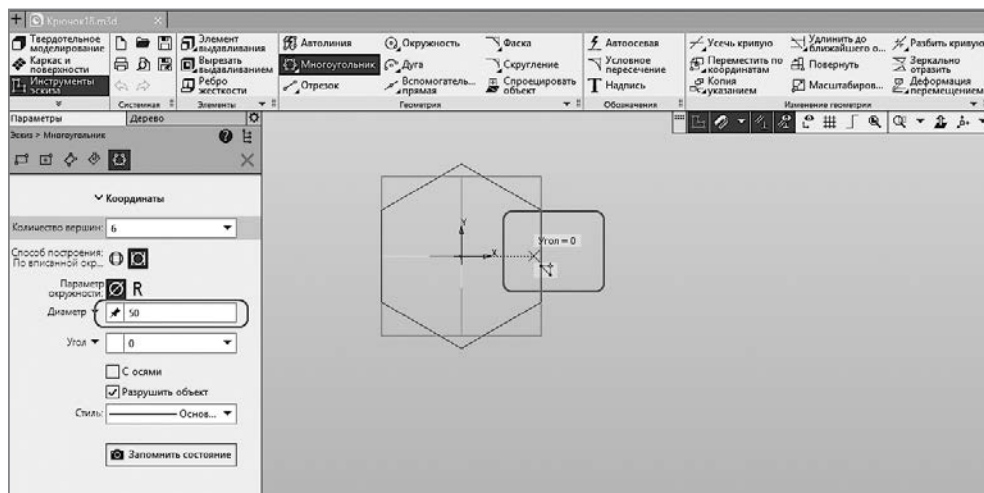 Крючок18.m3d
Твердотельное моделирование
Каркас и поверхности
Инструменты эскиза
Системная
Элемент выдавливания
Вырезать выдавливанием
Ребро жесткости
Элементы
Автолиния
Многоугольник
Отрезок
Окружность
Дуга
Вспомогатель... прямая
Фаска
Скругление
Спроецировать объект
Геометрия
Автоосевая
Условное пересечение
Надпись
Обозначения
Усечь кривую
Переместить по координатам
Копия указанием
Удлинить до ближайшего о...
Повернуть
Масштабиров...
Разбить кривую
Зеркально отразить
Деформация перемещением
Изменение геометрии
Параметры
Дерево
Эскиз > Многоугольник
Координаты
Количество вершин: 6
Способ построения:
По вписанной окр...
Параметр
окружности:
R
Диаметр
50
Угол
0
С осями
Разрушить объект
Стиль:
Основ...
Запомнить состояние
Y
X
Угол = 0